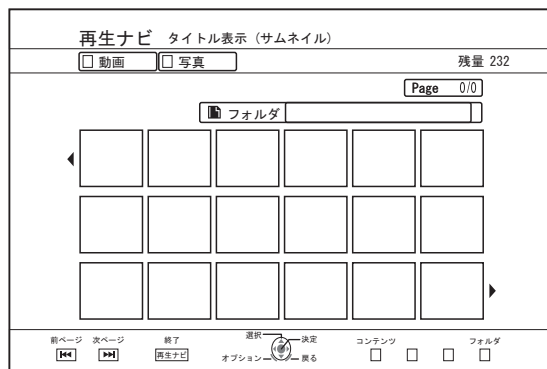 再生ナビ タイトル表示（サムネイル）
動画 写真 残量 232
Page 0/0
フォルダ
前ページ 次ページ 終了 選択 決定 コンテンツ フォルダ
再生ナビ オプション 戻る